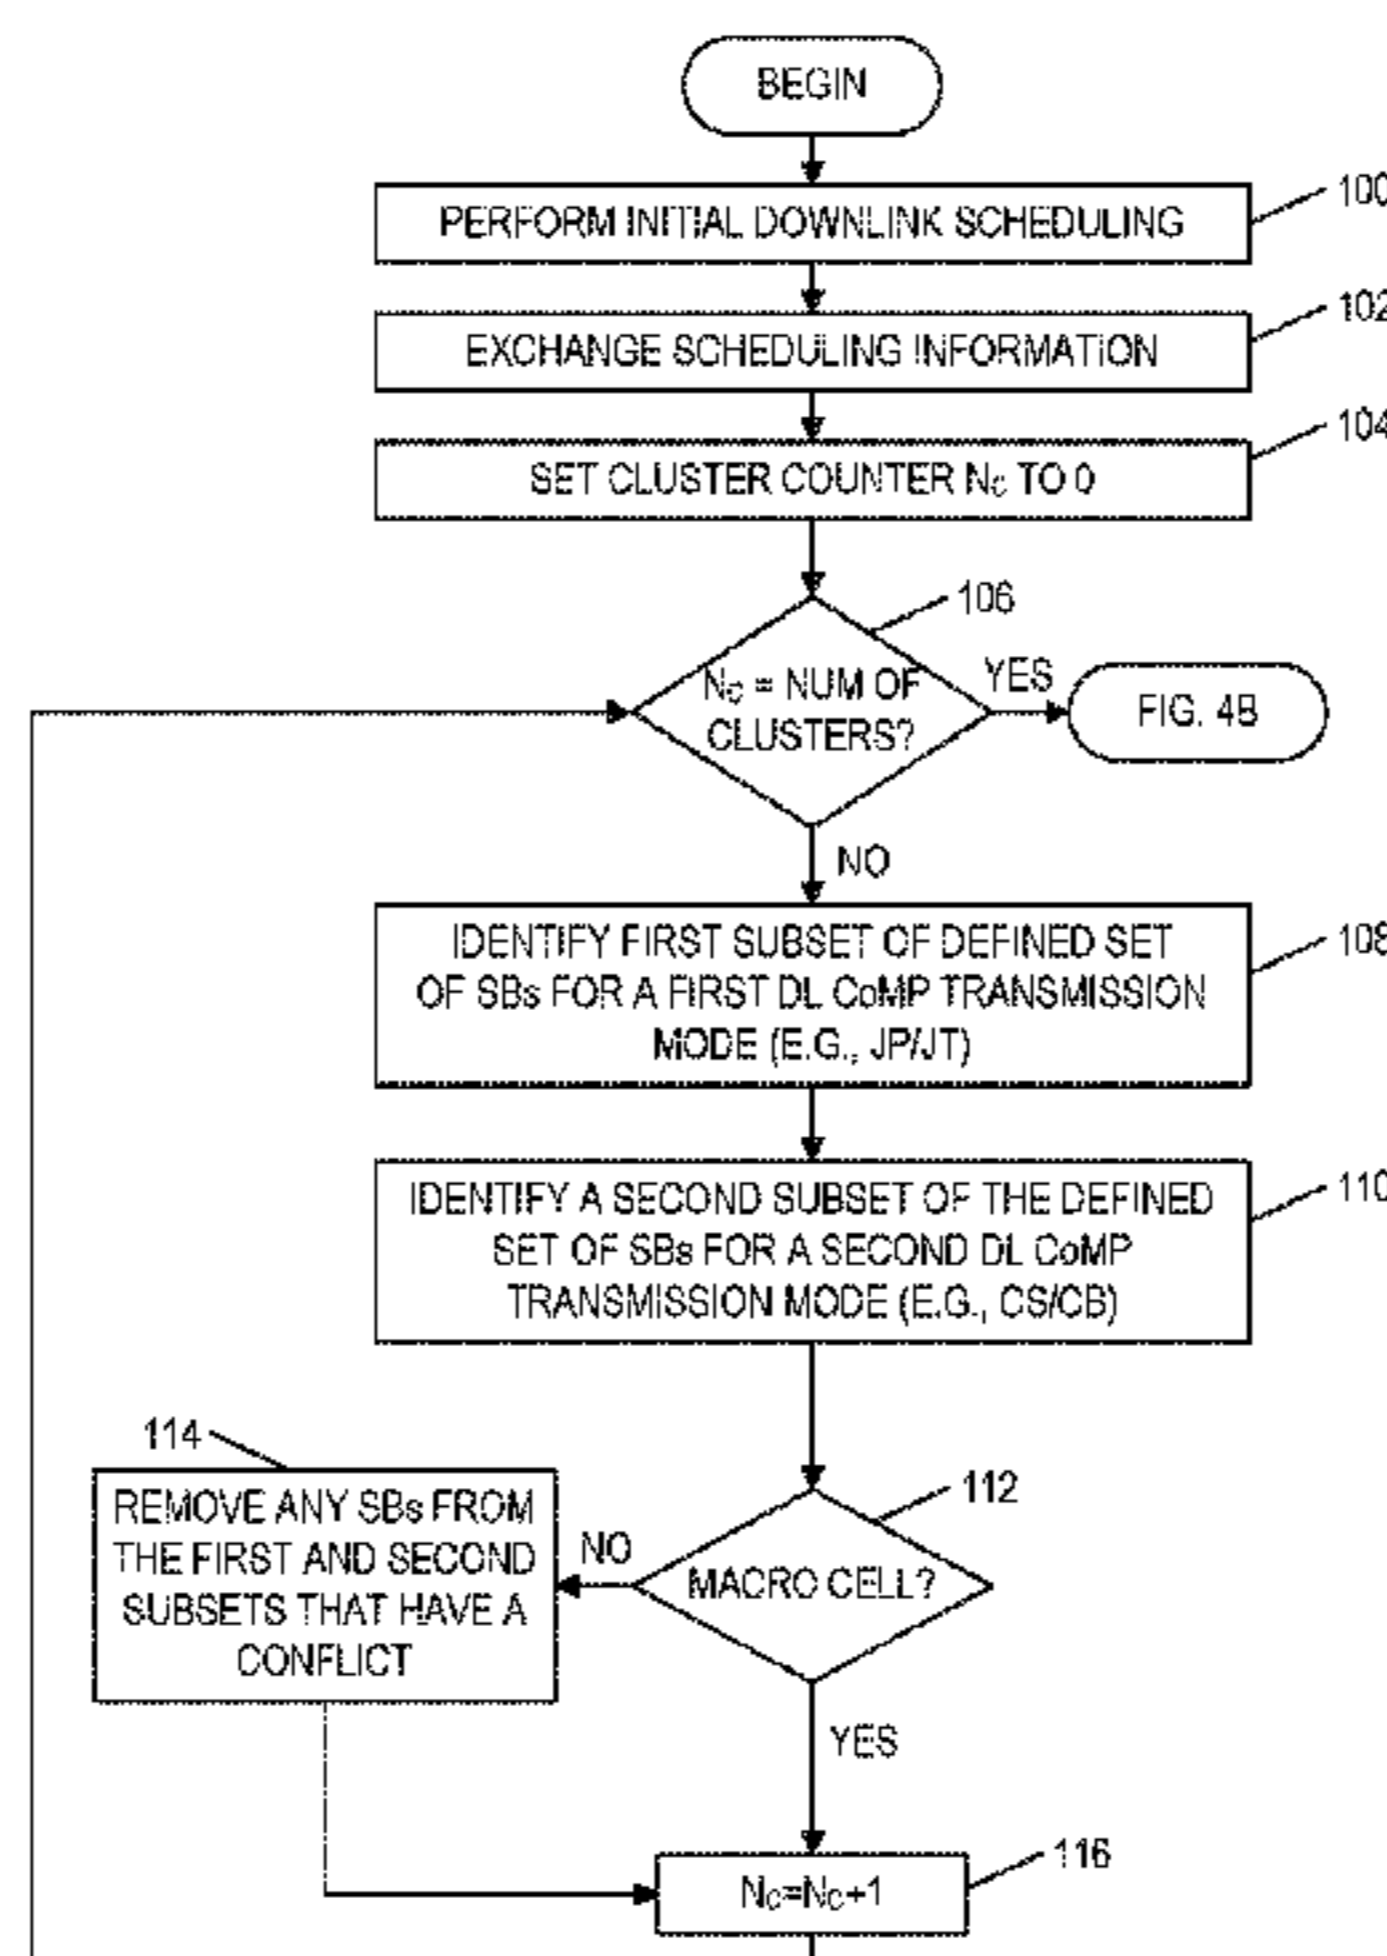 BEGIN
PERFORM INITIAL DOWNLINK SCHEDULING
100
EXCHANGE SCHEDULING INFORMATION
102
SET CLUSTER COUNTER NC TO 0
104
106
NC = NUM OF
CLUSTERS?
YES
FIG. 4B
NO
IDENTIFY FIRST SUBSET OF DEFINED SET
OF SBs FOR A FIRST DL CoMP TRANSMISSION
MODE (E.G., JP/JT)
108
IDENTIFY A SECOND SUBSET OF THE DEFINED
SET OF SBs FOR A SECOND DL CoMP
TRANSMISSION MODE (E.G., CS/CB)
110
114
REMOVE ANY SBs FROM
THE FIRST AND SECOND
SUBSETS THAT HAVE A
CONFLICT
NO
112
MACRO CELL?
YES
116
NC=NC+1